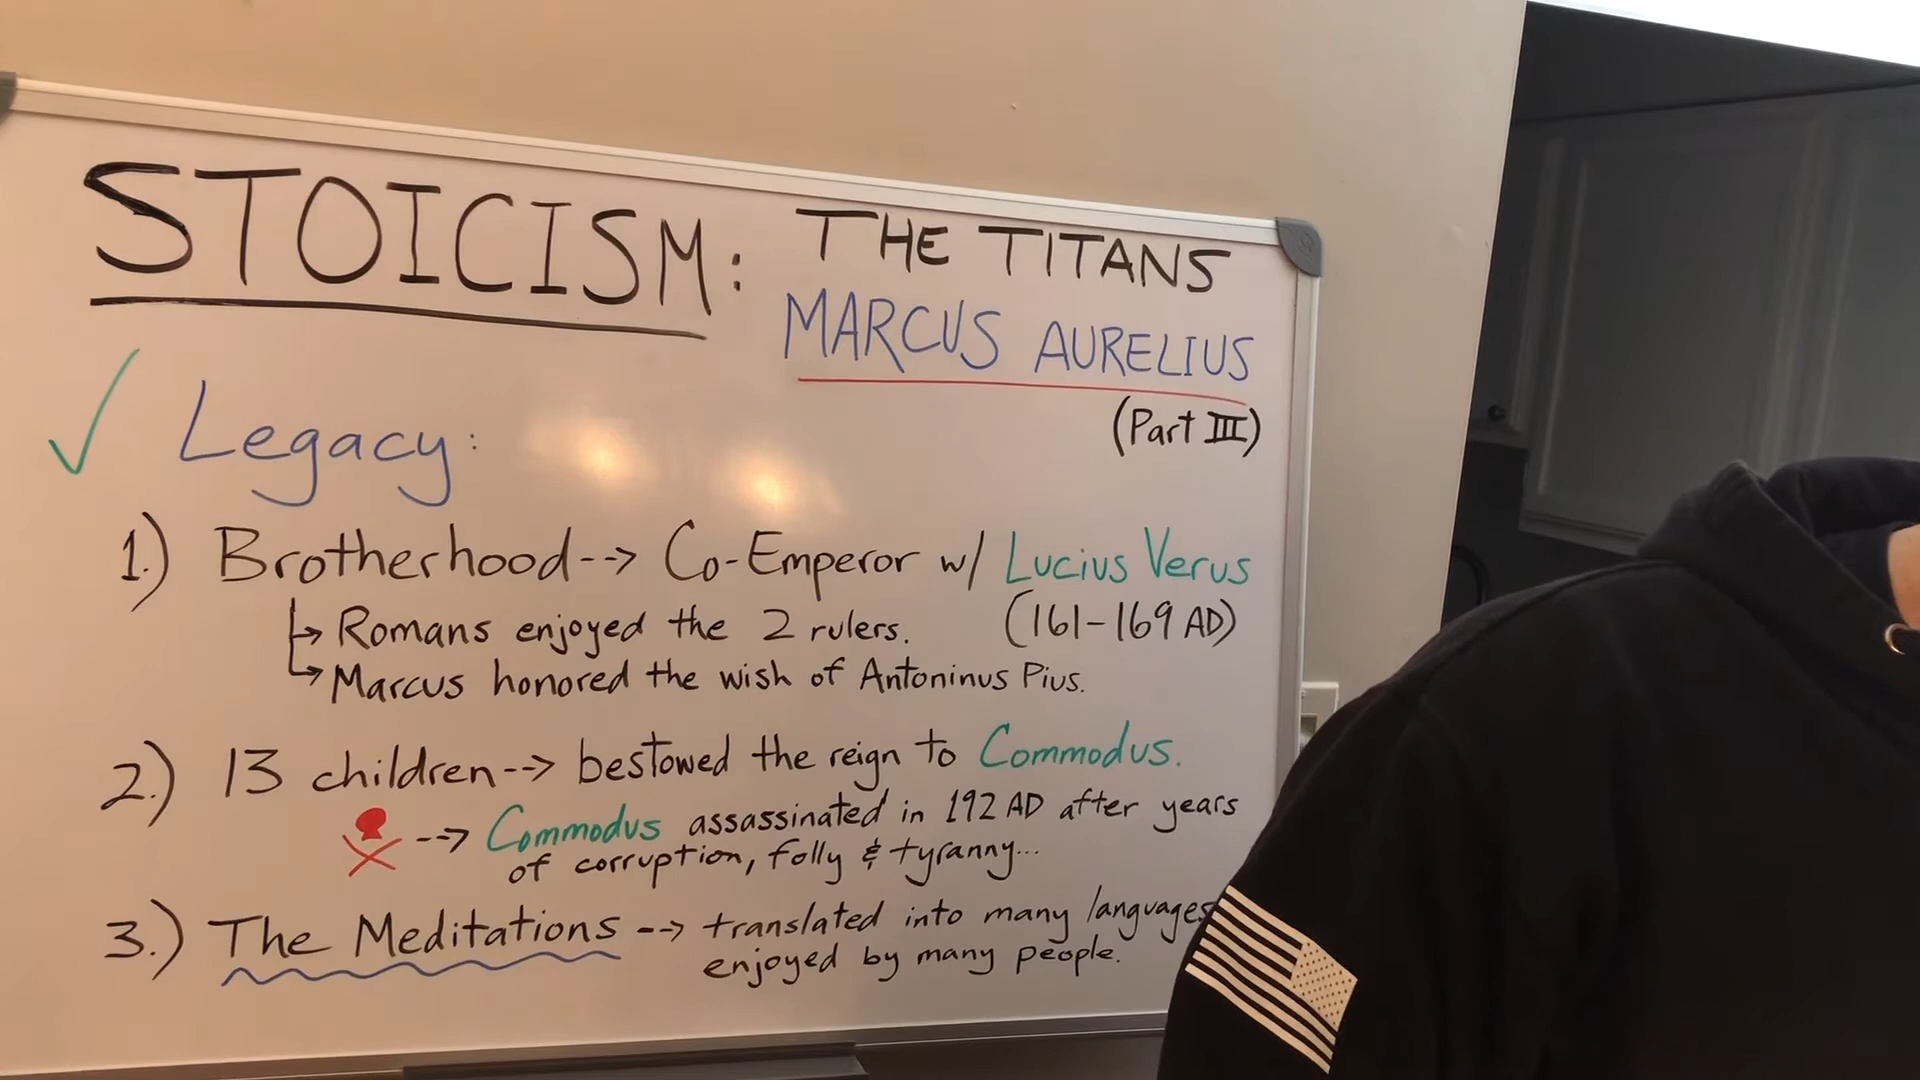 STOICISM: THE TITANS
MARCUS AURELIUS
(Part III)
✓ Legacy:
1.) Brotherhood --> Co-Emperor w/ Lucius Verus
(161-169 AD)
↳ Romans enjoyed the 2 rulers.
↳ Marcus honored the wish of Antoninus Pius.
2.) 13 children --> bestowed the reign to Commodus.
--> Commodus assassinated in 192 AD after years
of corruption, folly & tyranny...
3.) The Meditations --> translated into many languages
enjoyed by many people.